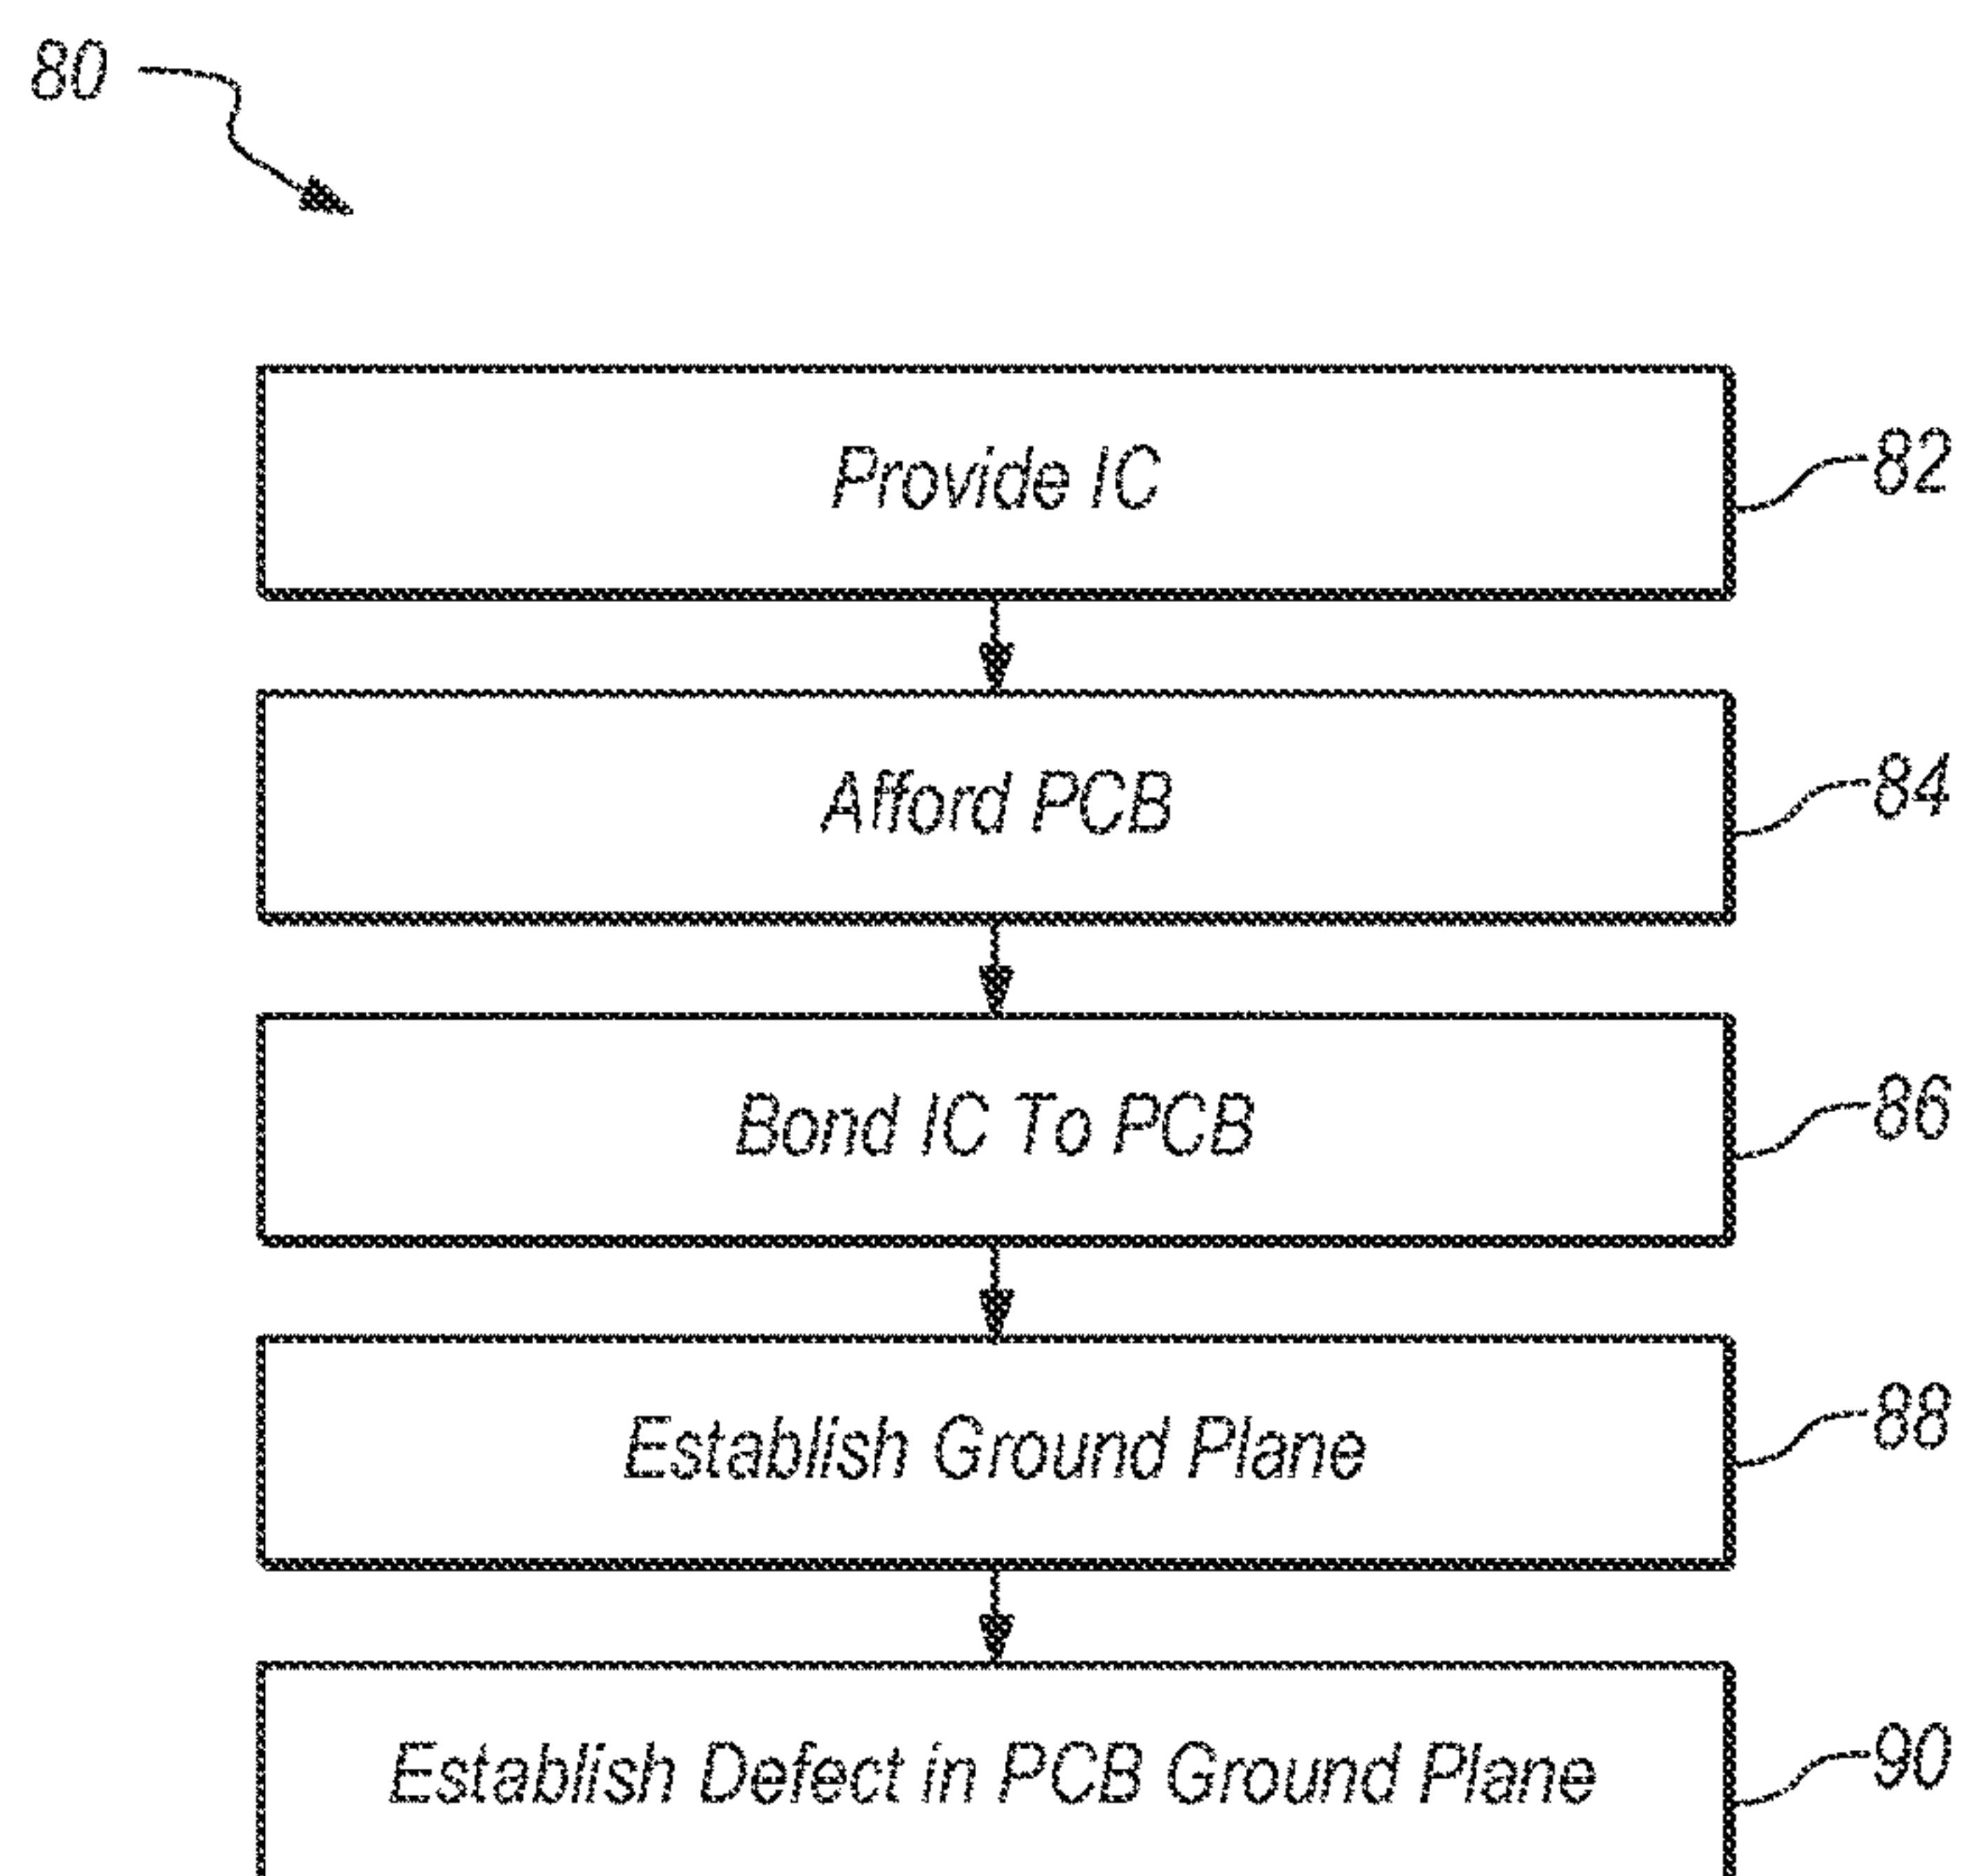 80
Provide IC
82
Afford PCB
84
Bond IC To PCB
86
Establish Ground Plane
88
Establish Defect in PCB Ground Plane
90